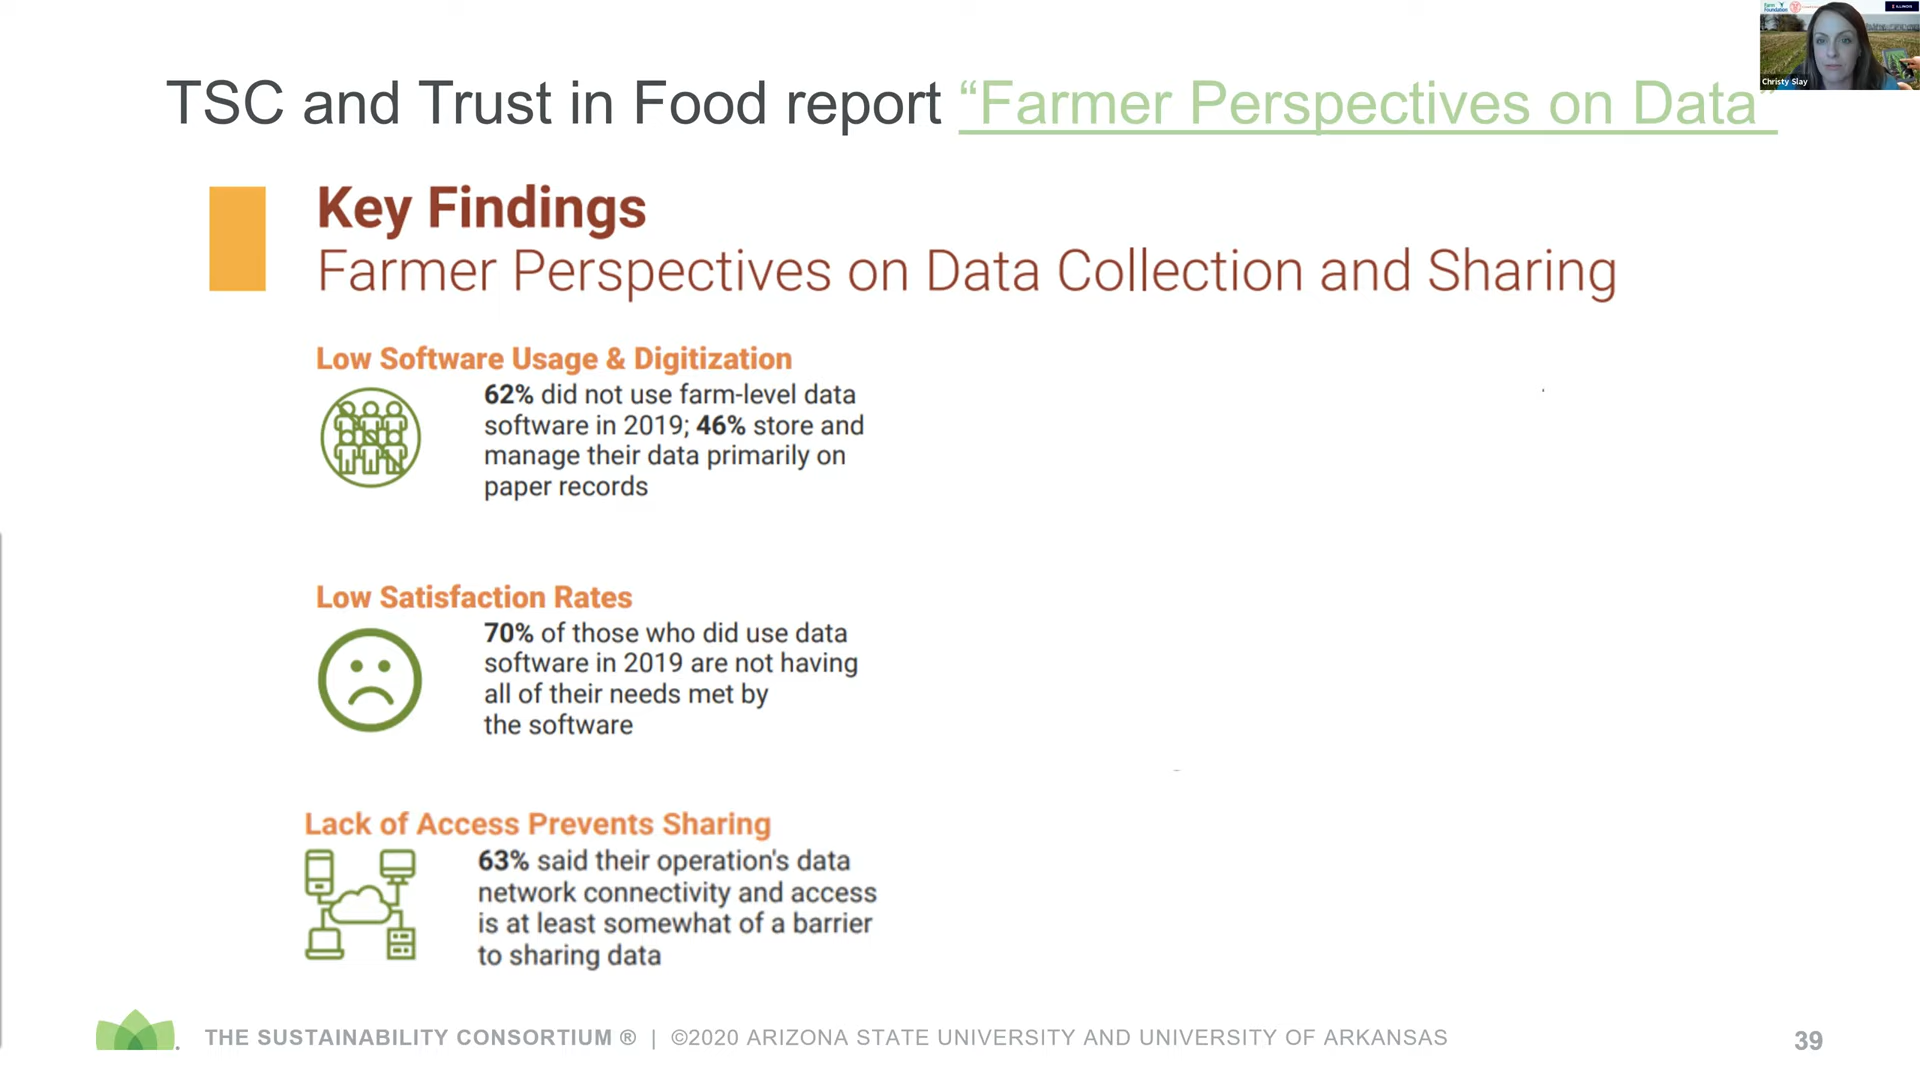 TSC and Trust in Food report “Farmer Perspectives on Data”
Farm
Foundation
ILLINOIS
Christy Slay
Key Findings
Farmer Perspectives on Data Collection and Sharing
Low Software Usage & Digitization
62% did not use farm-level data
software in 2019; 46% store and
manage their data primarily on
paper records
Low Satisfaction Rates
70% of those who did use data
software in 2019 are not having
all of their needs met by
the software
Lack of Access Prevents Sharing
63% said their operation's data
network connectivity and access
is at least somewhat of a barrier
to sharing data
THE SUSTAINABILITY CONSORTIUM ® | ©2020 ARIZONA STATE UNIVERSITY AND UNIVERSITY OF ARKANSAS
39